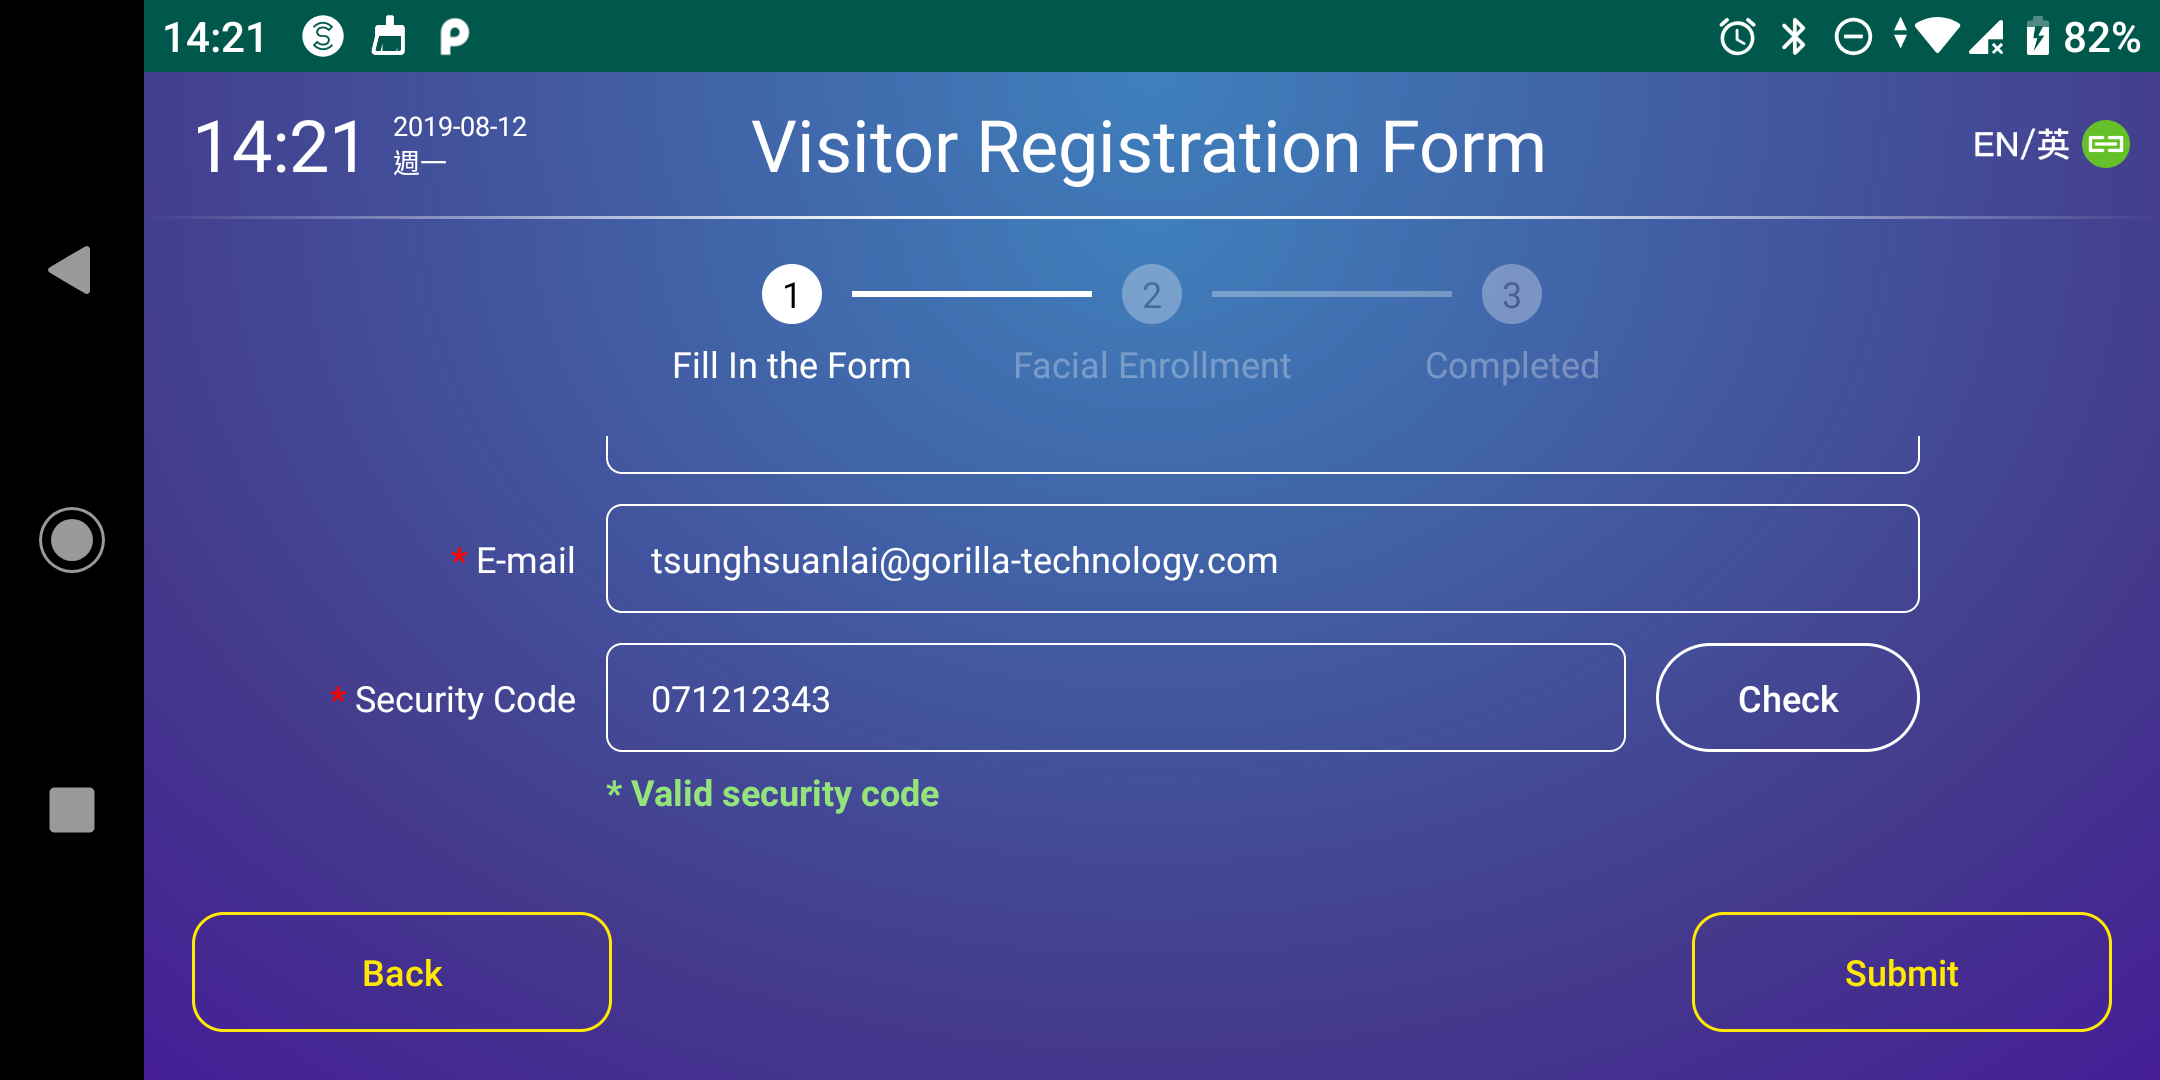 14:21
82%
14:21
2019-08-12
週一
Visitor Registration Form
EN/英
1
2
3
Fill In the Form
Facial Enrollment
Completed
* E-mail
tsunghsuanlai@gorilla-technology.com
* Security Code
071212343
Check
* Valid security code
Back
Submit